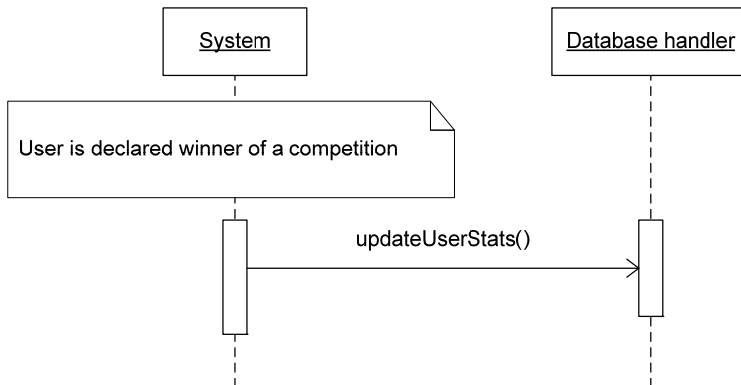 System
Database handler
User is declared winner of a competition
updateUserStats()